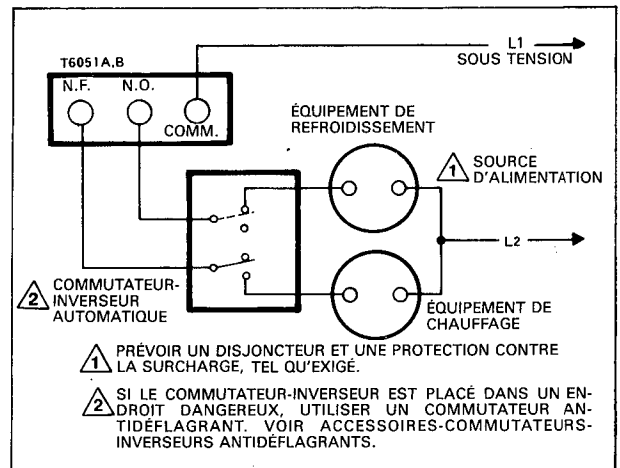 L1
SOUS TENSION
T6051A,B
N.F. N.O.
COMM.
ÉQUIPEMENT DE
REFROIDISSEMENT
1
SOURCE
D'ALIMENTATION
L2
2
COMMUTATEUR-
INVERSEUR
AUTOMATIQUE
ÉQUIPEMENT DE
CHAUFFAGE
1 PRÉVOIR UN DISJONCTEUR ET UNE PROTECTION CONTRE
LA SURCHARGE, TEL QU'EXIGÉ.
2 SI LE COMMUTATEUR-INVERSEUR EST PLACÉ DANS UN EN-
DROIT DANGEREUX, UTILISER UN COMMUTATEUR AN-
TIDÉFLAGRANT. VOIR ACCESSOIRES-COMMUTATEURS-
INVERSEURS ANTIDÉFLAGRANTS.